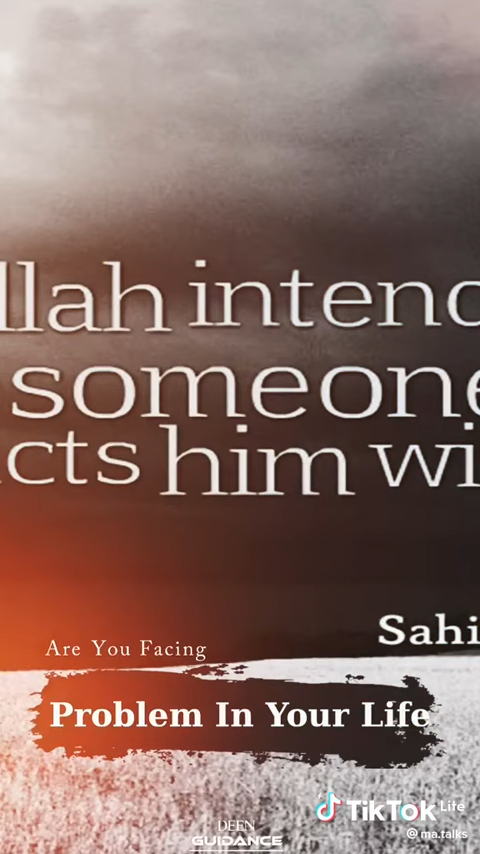 llah intend
someone
cts him wi
Sahi
Are You Facing
Problem In Your Life
TikTok Life
@ma.talks
DEEN
GUIDANCE